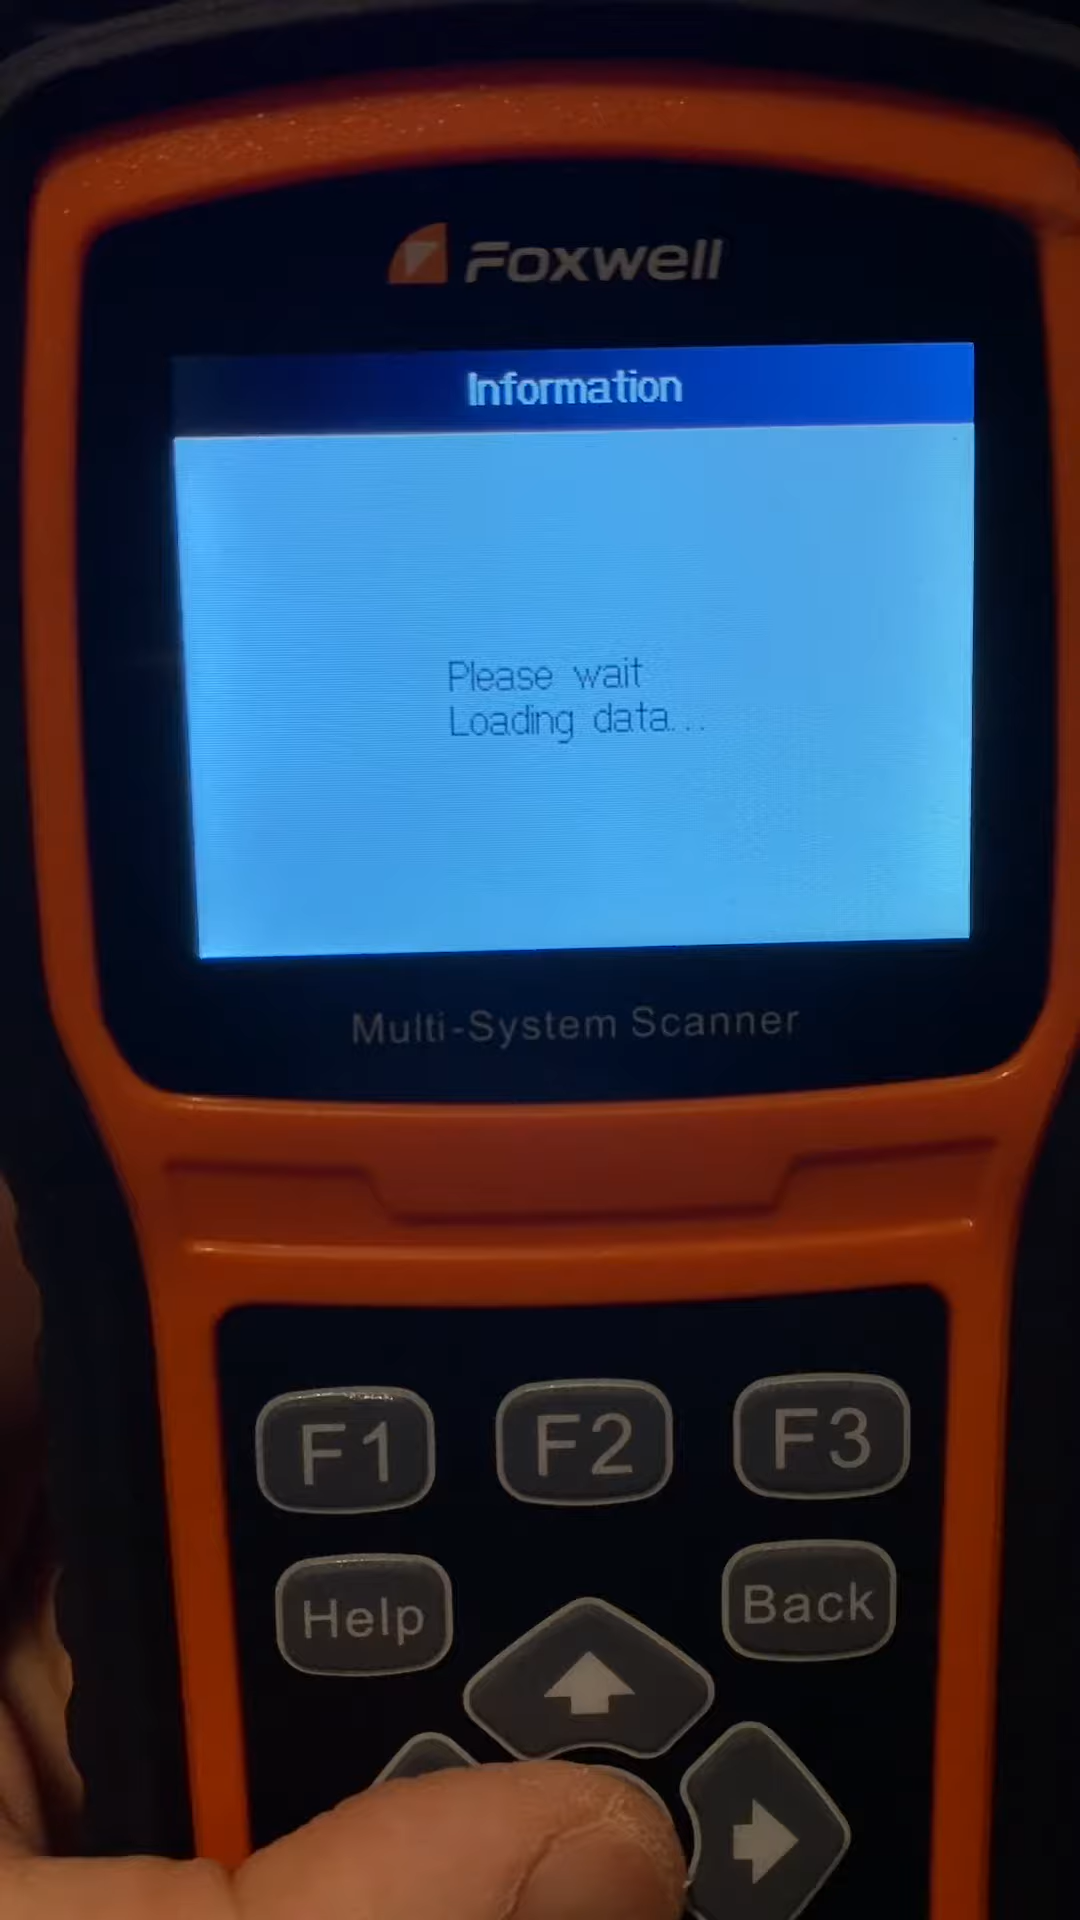 Foxwell
Information
Please wait
Loading data...
Multi-System Scanner
F1 F2 F3
Help Back